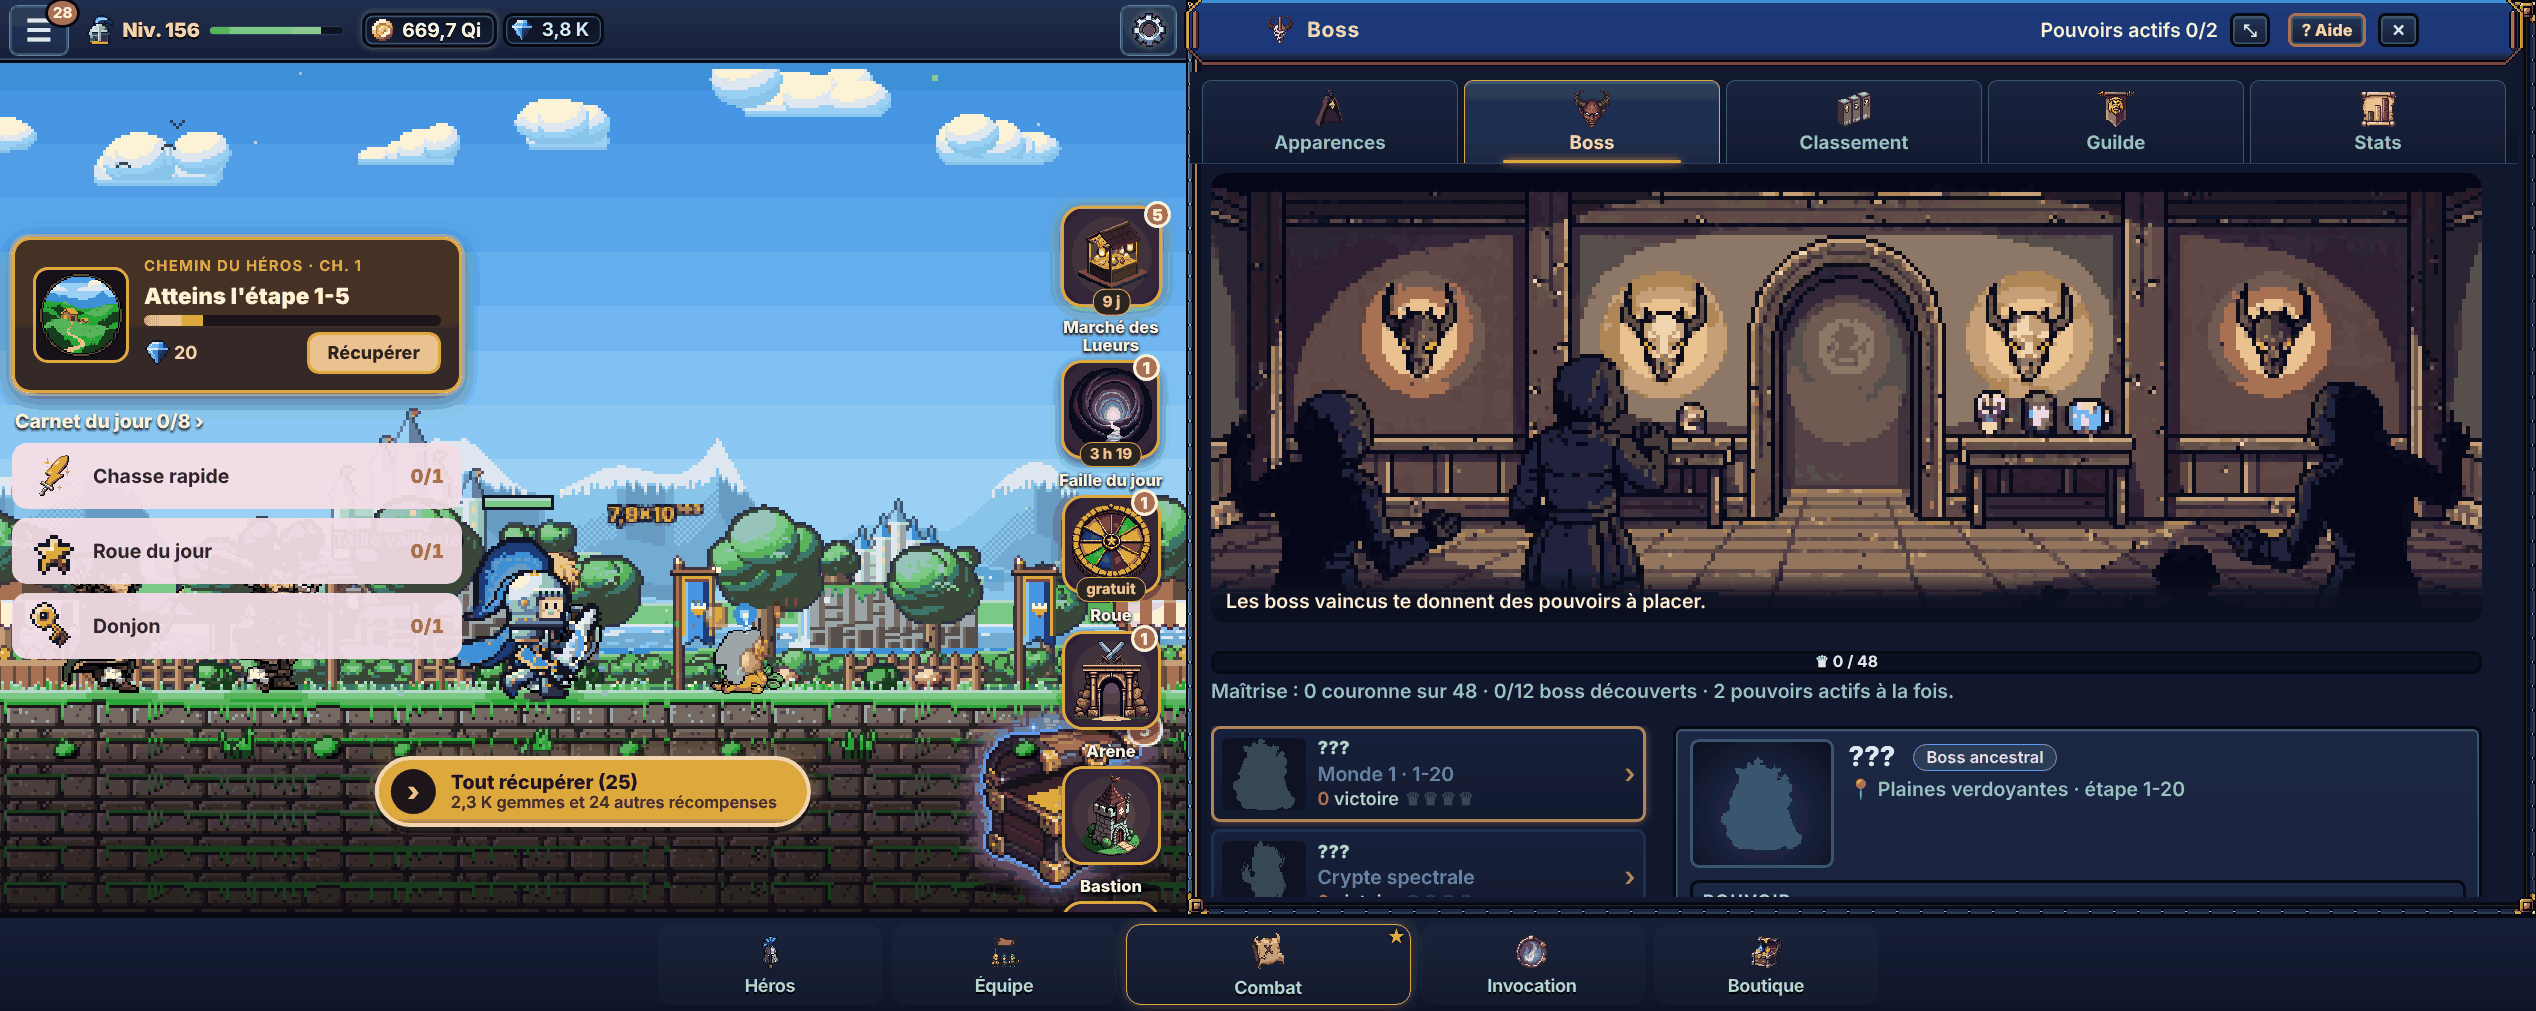 28
Niv. 156
669,7 Qi
3,8 K
Boss
Pouvoirs actifs 0/2
? Aide
Apparences
Boss
Classement
Guilde
Stats
CHEMIN DU HÉROS · CH. 1
Atteins l'étape 1-5
20
Récupérer
Carnet du jour 0/8 ›
Chasse rapide 0/1
Roue du jour 0/1
Donjon 0/1
5
9 j
Marché des
Lueurs
1
3 h 19
Faille du jour
1
gratuit
Roue
1
Arène
Bastion
Tout récupérer (25)
2,3 K gemmes et 24 autres récompenses
Les boss vaincus te donnent des pouvoirs à placer.
0 / 48
Maîtrise : 0 couronne sur 48 · 0/12 boss découverts · 2 pouvoirs actifs à la fois.
???
Monde 1 · 1-20
0 victoire
???
Crypte spectrale
??? Boss ancestral
Plaines verdoyantes · étape 1-20
Héros
Équipe
Combat
Invocation
Boutique